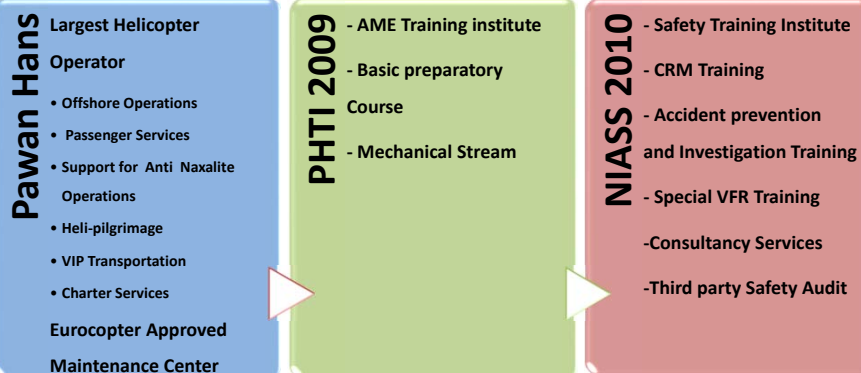 Pawan Hans
Largest Helicopter
Operator
• Offshore Operations
• Passenger Services
• Support for Anti Naxalite
Operations
• Heli-pilgrimage
• VIP Transportation
• Charter Services
Eurocopter Approved
Maintenance Center
PHTI 2009
- AME Training institute
- Basic preparatory
Course
- Mechanical Stream
NIASS 2010
- Safety Training Institute
- CRM Training
- Accident prevention
and Investigation Training
- Special VFR Training
-Consultancy Services
-Third party Safety Audit